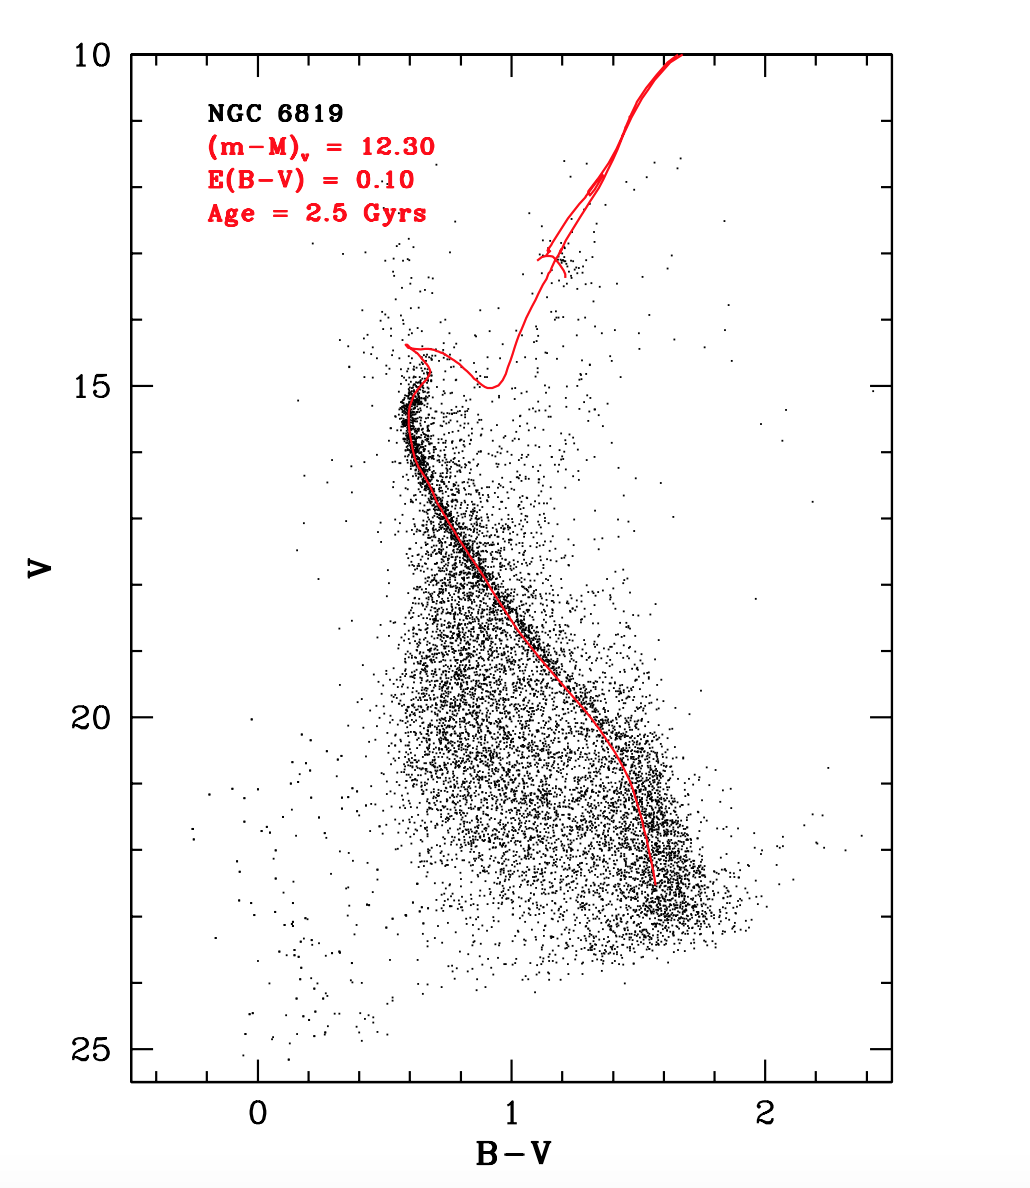 10
NGC 6819
(m−M)ᵥ = 12.30
E(B−V) = 0.10
Age = 2.5 Gyrs
15
V
20
25
0 1 2
B−V